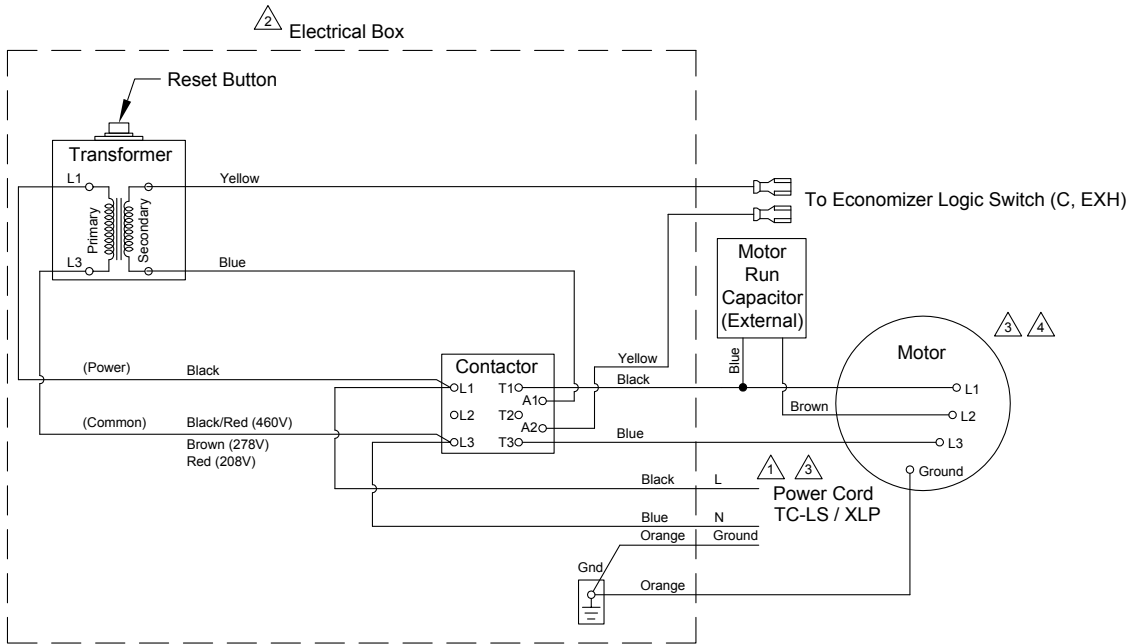 2
Electrical Box
Reset Button
Transformer
L1
Primary
Secondary
L3
Yellow
Blue
To Economizer Logic Switch (C, EXH)
Motor
Run
Capacitor
(External)
Blue
Brown
3 4
Motor
L1
L2
L3
Ground
(Power) Black
(Common) Black/Red (460V)
Brown (278V)
Red (208V)
Contactor
L1 T1
A1
L2 T2
A2
L3 T3
Yellow
Black
Blue
1 3
Black L
Power Cord
TC-LS / XLP
Blue N
Orange Ground
Gnd
Orange